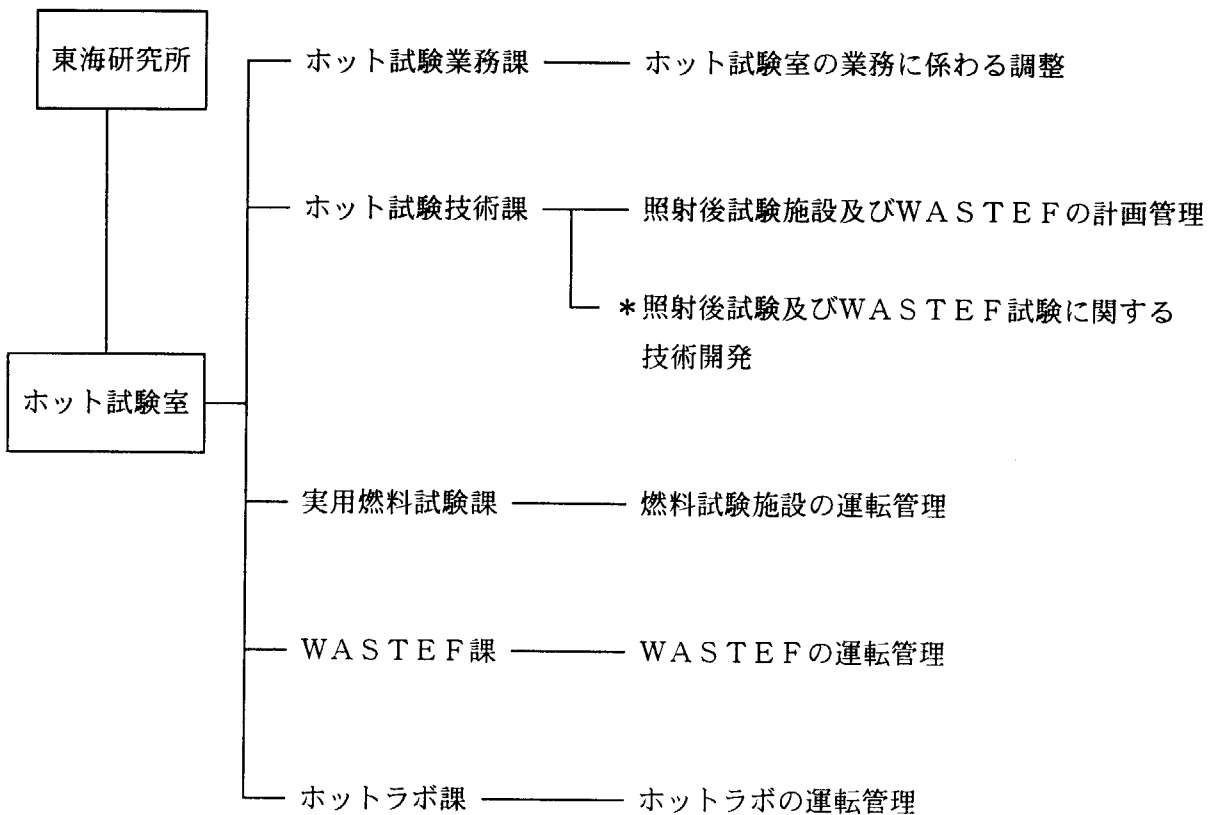 東海研究所
ホット試験業務課
ホット試験室の業務に係わる調整
ホット試験技術課
照射後試験施設及びＷＡＳＴＥＦの計画管理
＊照射後試験及びＷＡＳＴＥＦ試験に関する
技術開発
ホット試験室
実用燃料試験課
燃料試験施設の運転管理
ＷＡＳＴＥＦ課
ＷＡＳＴＥＦの運転管理
ホットラボ課
ホットラボの運転管理